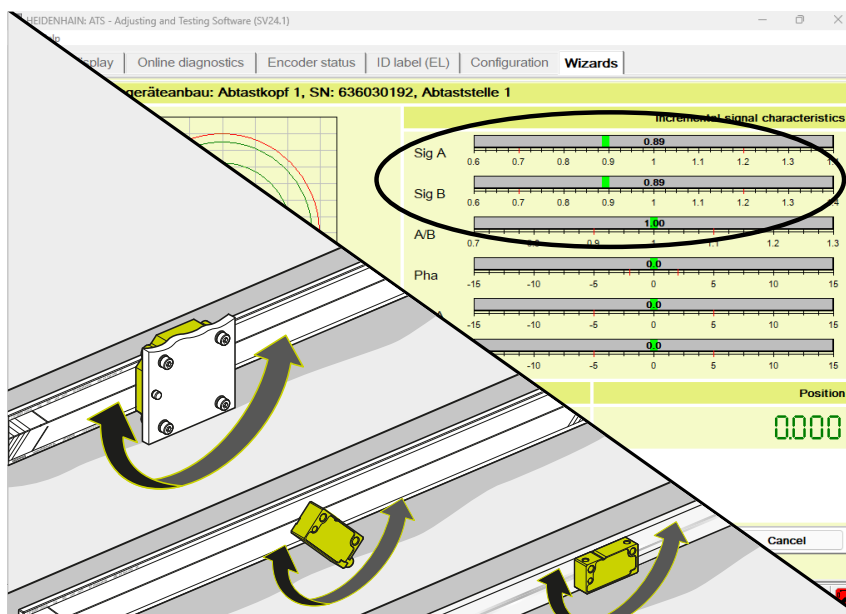 HEIDENHAIN: ATS - Adjusting and Testing Software (SV24.1)
Online diagnostics Encoder status ID label (EL) Configuration Wizards
geräteanbau: Abtastkopf 1, SN: 636030192, Abtaststelle 1
Incremental signal characteristics
Sig A 0.89
0.6 0.7 0.8 0.9 1 1.1 1.2 1.3
Sig B 0.89
0.6 0.7 0.8 0.9 1 1.1 1.2 1.3
A/B 1.00
0.7 0.8 0.9 1 1.1 1.2 1.3
Pha 0.0
-15 -10 -5 0 5 10 15
0.0
-15 -10 -5 0 5 10 15
0.0
-10 -5 0 5 10 15
Position
0.000
Cancel